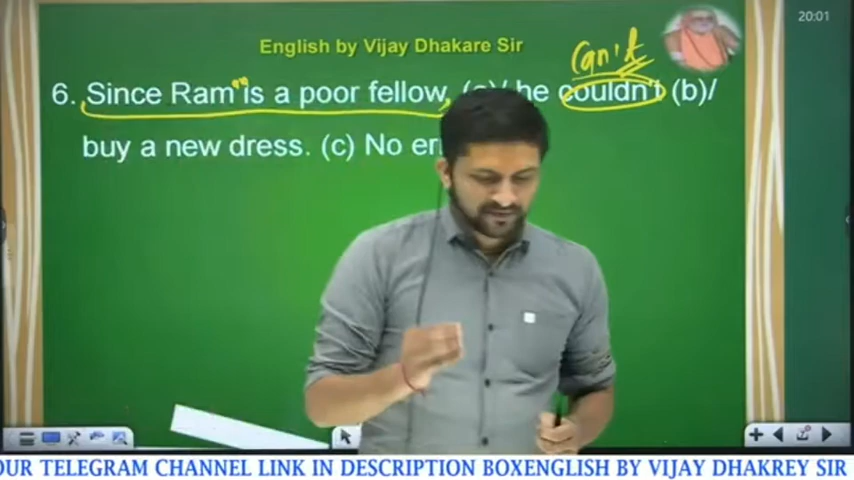 20:01
English by Vijay Dhakare Sir
Can't
6. Since Ram is a poor fellow, (a)/ he couldn't (b)/
buy a new dress. (c) No
OUR TELEGRAM CHANNEL LINK IN DESCRIPTION BOXENGLISH BY VIJAY DHAKREY SIR